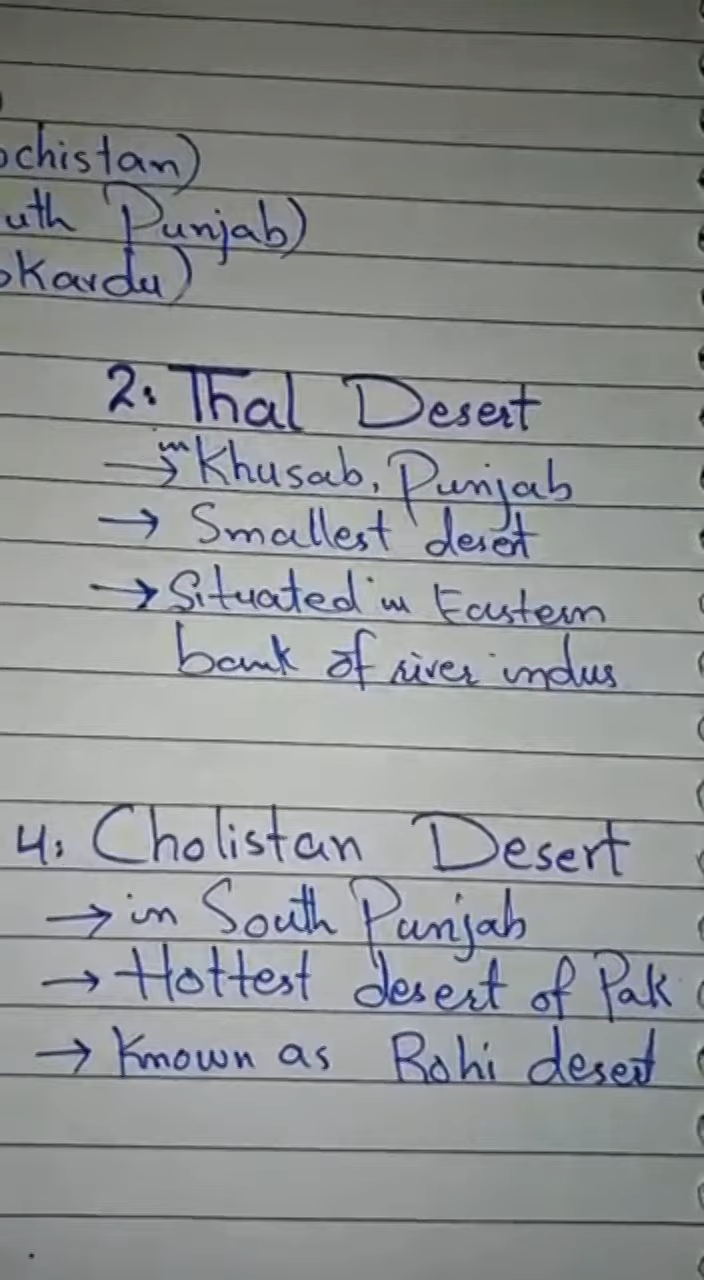 ochistan)
uth Punjab)
Kardu)
2: Thal Desert
→ in Khusab, Punjab
→ Smallest desert
→ Situated in Eastern
bank of river indus
4: Cholistan Desert
→ in South Punjab
→ Hottest desert of Pak
→ Known as Rohi desert